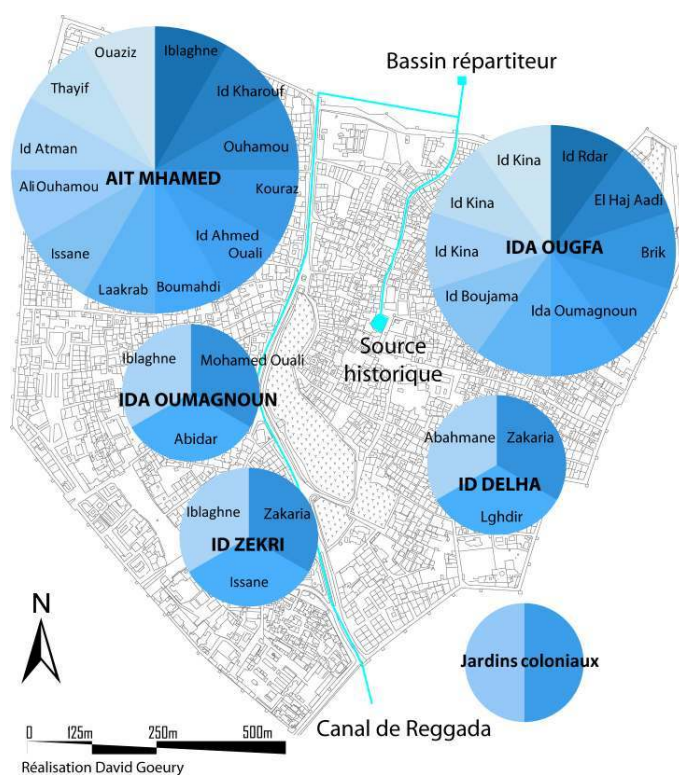 Ouaziz
Iblaghne
Thayif
Id Kharouf
Id Atman
Ouhamou
AIT MHAMED
Ali Ouhamou
Kouraz
Issane
Id Ahmed
Ouali
Laakrab
Boumahdi
Bassin répartiteur
Id Kina
Id Rdar
Id Kina
El Haj Aadi
Id Kina
IDA OUGFA
Brik
Id Boujama
Ida Oumagnoun
Source
historique
Iblaghne
Mohamed Ouali
IDA OUMAGNOUN
Abidar
Abahmane
Zakaria
ID DELHA
Lghdir
Iblaghne
Zakaria
ID ZEKRI
Issane
Jardins coloniaux
Canal de Reggada
N
0
125m
250m
500m
Réalisation David Goeury